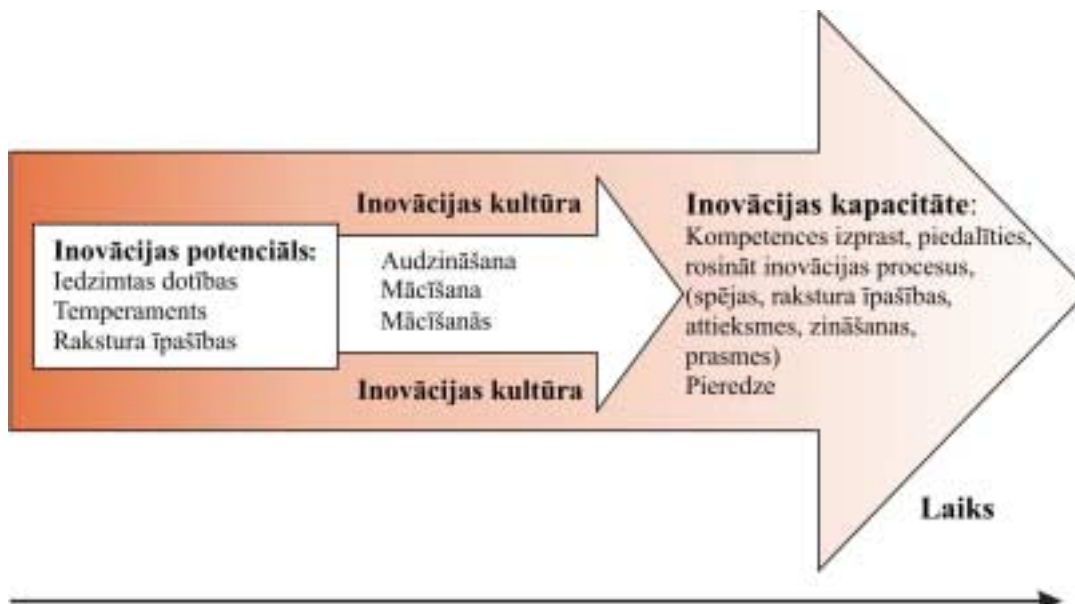 Inovācijas potenciāls:
Iedzimtas dotības
Temperaments
Rakstura īpašības
Inovācijas kultūra
Audzināšana
Mācīšana
Mācīšanās
Inovācijas kultūra
Inovācijas kapacitāte:
Kompetences izprast, piedalīties,
rosināt inovācijas procesus,
(spējas, rakstura īpašības,
attieksmes, zināšanas,
prasmes)
Pieredze
Laiks